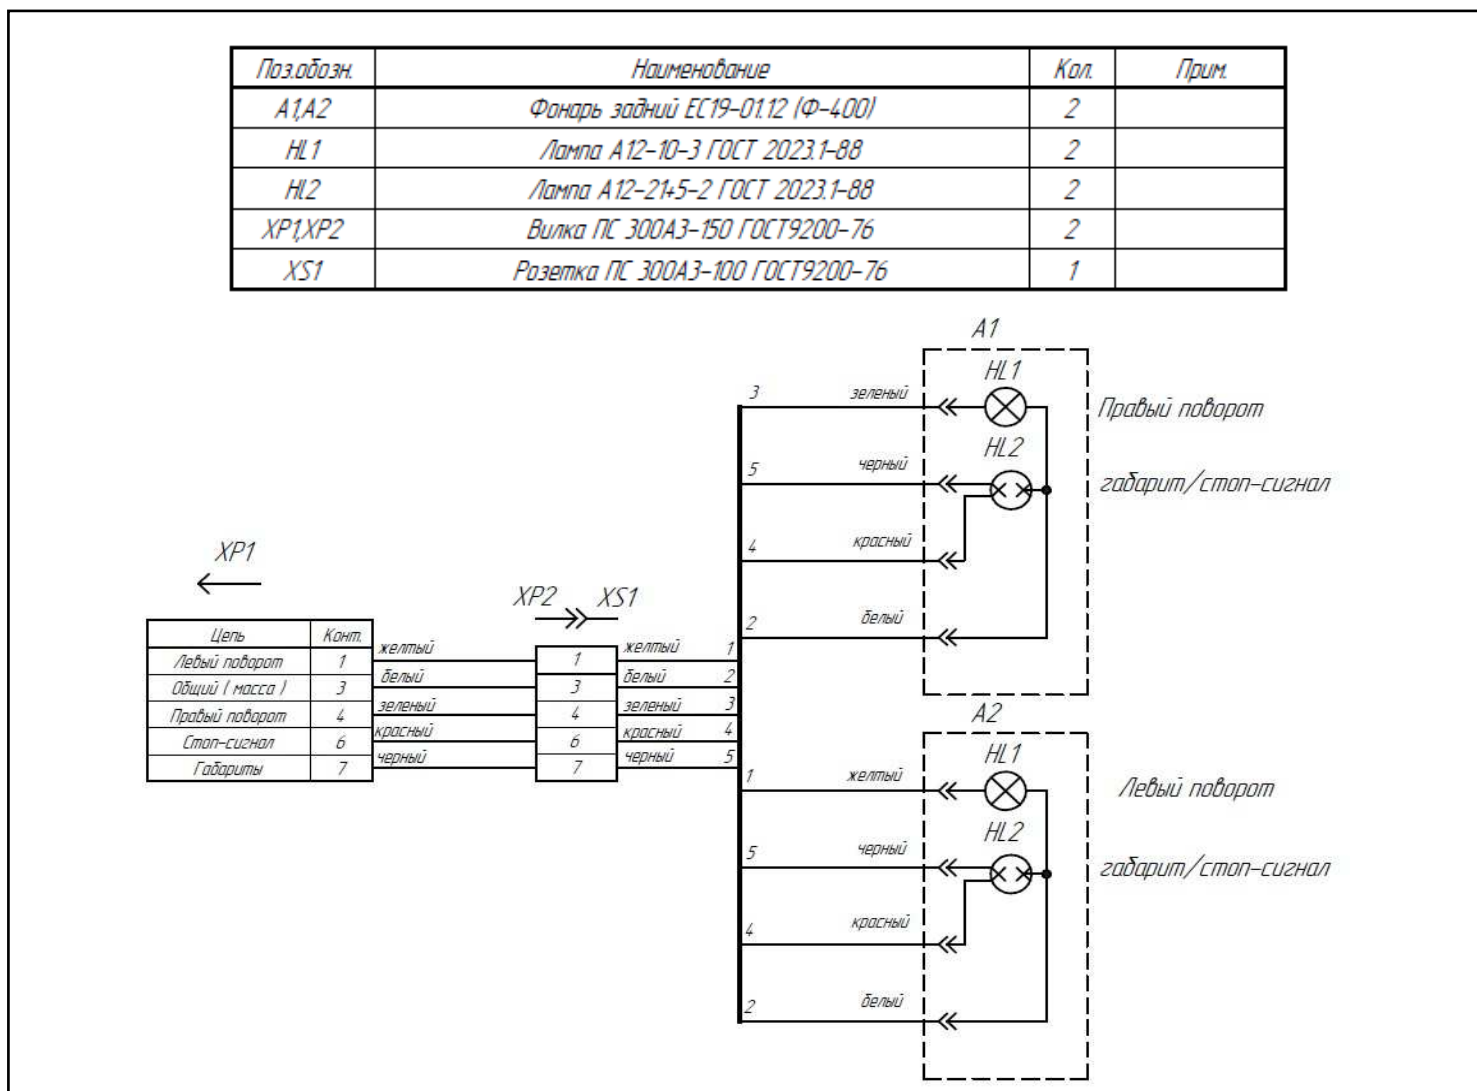 Поз.обозн. Наименование Кол. Прим.
А1,А2 Фонарь задний ЕС19-01.12 (Ф-400) 2
HL1 Лампа А12-10-3 ГОСТ 2023.1-88 2
HL2 Лампа А12-21+5-2 ГОСТ 2023.1-88 2
XP1,XP2 Вилка ПС 300А3-150 ГОСТ9200-76 2
XS1 Розетка ПС 300А3-100 ГОСТ9200-76 1
А1
HL1
3 зеленый
Правый поворот
HL2
5 черный
габарит/стоп-сигнал
4 красный
2 белый
XP1
XP2 XS1
Цепь Конт.
Левый поворот 1 желтый 1 желтый 1
Общий ( масса ) 3 белый 3 белый 2
Правый поворот 4 зеленый 4 зеленый 3
Стоп-сигнал 6 красный 6 красный 4
Габариты 7 черный 7 черный 5
А2
HL1
1 желтый
Левый поворот
HL2
5 черный
габарит/стоп-сигнал
4 красный
2 белый